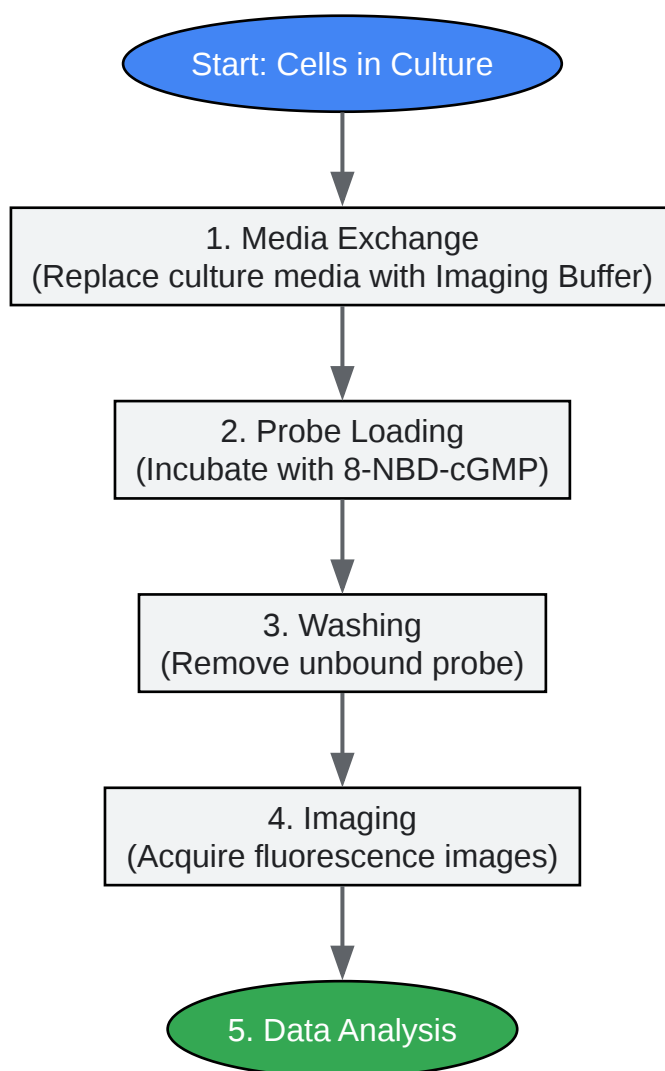 Start: Cells in Culture
1. Media Exchange
(Replace culture media with Imaging Buffer)
2. Probe Loading
(Incubate with 8-NBD-cGMP)
3. Washing
(Remove unbound probe)
4. Imaging
(Acquire fluorescence images)
5. Data Analysis